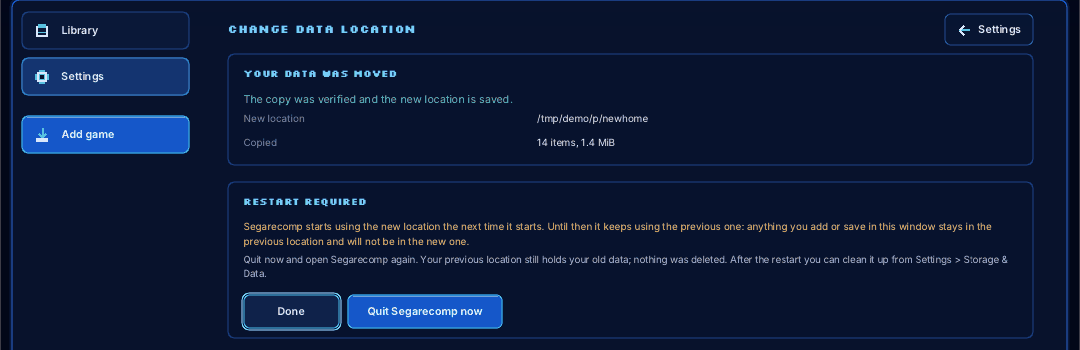 Library
Settings
Add game
CHANGE DATA LOCATION
Settings
YOUR DATA WAS MOVED
The copy was verified and the new location is saved.
New location /tmp/demo/p/newhome
Copied 14 items, 1.4 MiB
RESTART REQUIRED
Segarecomp starts using the new location the next time it starts. Until then it keeps using the previous one: anything you add or save in this window stays in the
previous location and will not be in the new one.
Quit now and open Segarecomp again. Your previous location still holds your old data; nothing was deleted. After the restart you can clean it up from Settings > Storage &
Data.
Done
Quit Segarecomp now